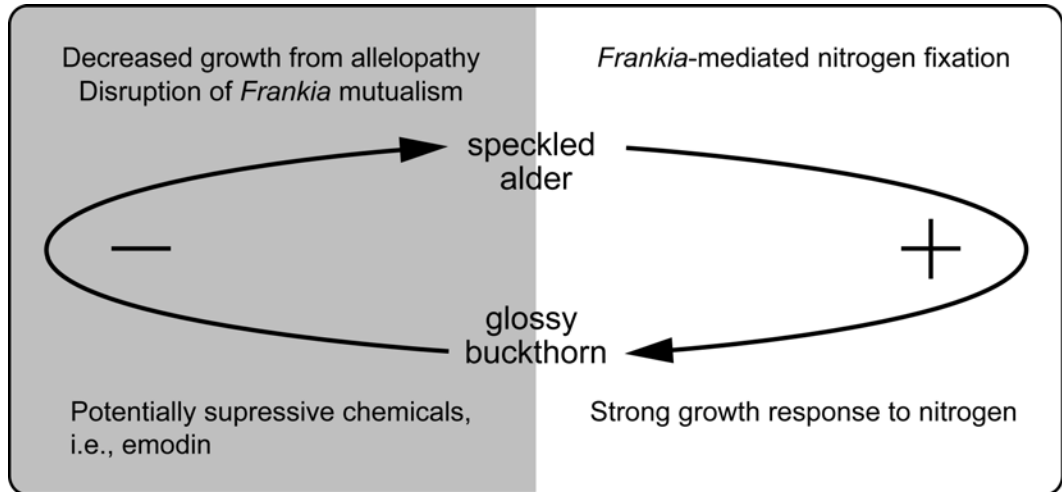 Decreased growth from allelopathy
Disruption of Frankia mutualism
Frankia-mediated nitrogen fixation
speckled
alder
—
+
glossy
buckthorn
Potentially supressive chemicals,
i.e., emodin
Strong growth response to nitrogen